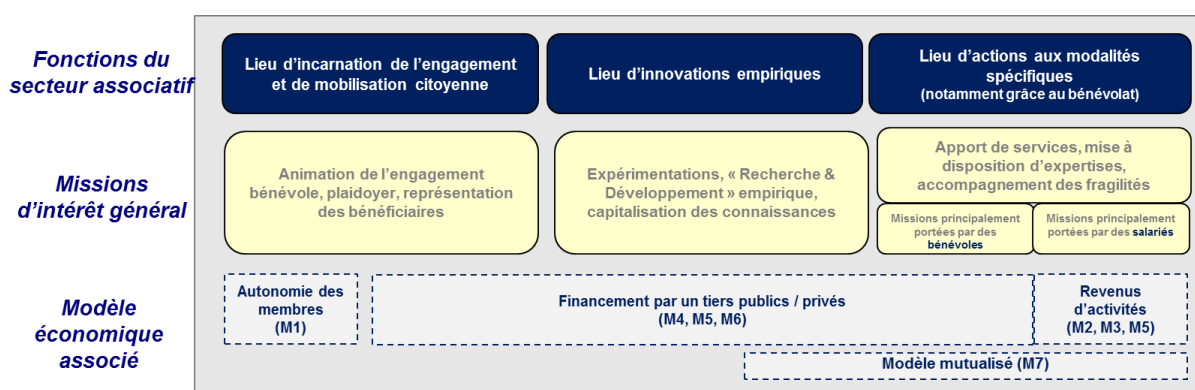 Fonctions du
secteur associatif
Lieu d'incarnation de l'engagement
et de mobilisation citoyenne
Lieu d'innovations empiriques
Lieu d'actions aux modalités
spécifiques
(notamment grâce au bénévolat)
Missions
d'intérêt général
Animation de l'engagement
bénévole, plaidoyer, représentation
des bénéficiaires
Expérimentations, « Recherche &
Développement » empirique,
capitalisation des connaissances
Apport de services, mise à
disposition d'expertises,
accompagnement des fragilités
Missions principalement
portées par des
bénévoles
Missions principalement
portées par des salariés
Modèle
économique
associé
Autonomie des
membres
(M1)
Financement par un tiers publics / privés
(M4, M5, M6)
Revenus
d'activités
(M2, M3, M5)
Modèle mutualisé (M7)